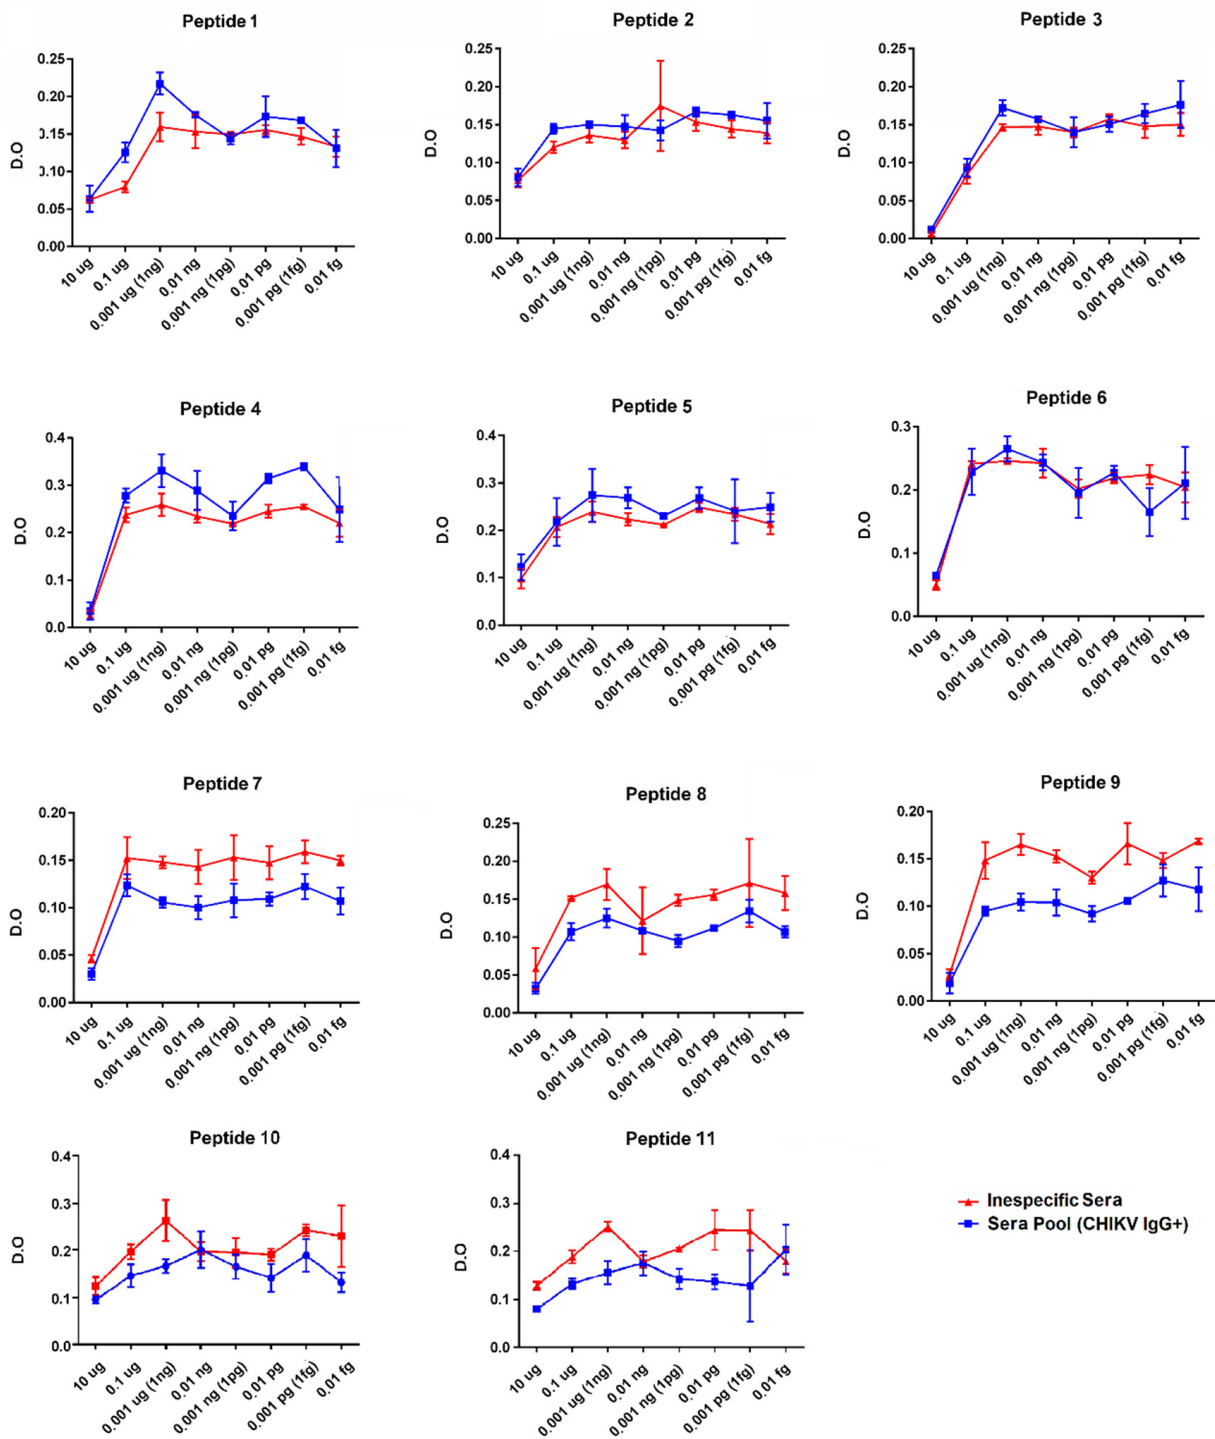 Peptide 1
D.O
0.25
0.20
0.15
0.10
0.05
0.00
10 ug
0.1 ug
0.001 ug (1ng)
0.01 ng
0.001 ng (1pg)
0.01 pg
0.001 pg (1fg)
0.01 fg
Peptide 2
D.O
0.25
0.20
0.15
0.10
0.05
0.00
10 ug
0.1 ug
0.001 ug (1ng)
0.01 ng
0.001 ng (1pg)
0.01 pg
0.001 pg (1fg)
0.01 fg
Peptide 3
D.O
0.25
0.20
0.15
0.10
0.05
0.00
10 ug
0.1 ug
0.001 ug (1ng)
0.01 ng
0.001 ng (1pg)
0.01 pg
0.001 pg (1fg)
0.01 fg
Peptide 4
D.O
0.4
0.3
0.2
0.1
0.0
10 ug
0.1 ug
0.001 ug (1ng)
0.01 ng
0.001 ng (1pg)
0.01 pg
0.001 pg (1fg)
0.01 fg
Peptide 5
D.O
0.4
0.3
0.2
0.1
0.0
10 ug
0.1 ug
0.001 ug (1ng)
0.01 ng
0.001 ng (1pg)
0.01 pg
0.001 pg (1fg)
0.01 fg
Peptide 6
D.O
0.3
0.2
0.1
0.0
10 ug
0.1 ug
0.001 ug (1ng)
0.01 ng
0.001 ng (1pg)
0.01 pg
0.001 pg (1fg)
0.01 fg
Peptide 7
D.O
0.20
0.15
0.10
0.05
0.00
10 ug
0.1 ug
0.001 ug (1ng)
0.01 ng
0.001 ng (1pg)
0.01 pg
0.001 pg (1fg)
0.01 fg
Peptide 8
D.O
0.25
0.20
0.15
0.10
0.05
0.00
10 ug
0.1 ug
0.001 ug (1ng)
0.01 ng
0.001 ng (1pg)
0.01 pg
0.001 pg (1fg)
0.01 fg
Peptide 9
D.O
0.20
0.15
0.10
0.05
0.00
10 ug
0.1 ug
0.001 ug (1ng)
0.01 ng
0.001 ng (1pg)
0.01 pg
0.001 pg (1fg)
0.01 fg
Peptide 10
D.O
0.4
0.3
0.2
0.1
0.0
10 ug
0.1 ug
0.001 ug (1ng)
0.01 ng
0.001 ng (1pg)
0.01 pg
0.001 pg (1fg)
0.01 fg
Peptide 11
D.O
0.4
0.3
0.2
0.1
0.0
10 ug
0.1 ug
0.001 ug (1ng)
0.01 ng
0.001 ng (1pg)
0.01 pg
0.001 pg (1fg)
0.01 fg
Inespecific Sera
Sera Pool (CHIKV IgG+)